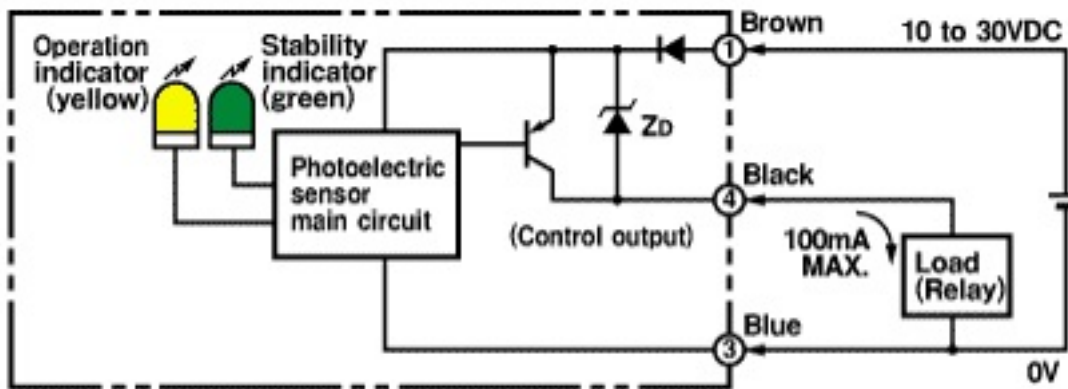 Operation
indicator
(yellow)
Stability
indicator
(green)
Photoelectric
sensor
main circuit
ZD
(Control output)
1
Brown
10 to 30VDC
4
Black
100mA
MAX.
Load
(Relay)
3
Blue
0V